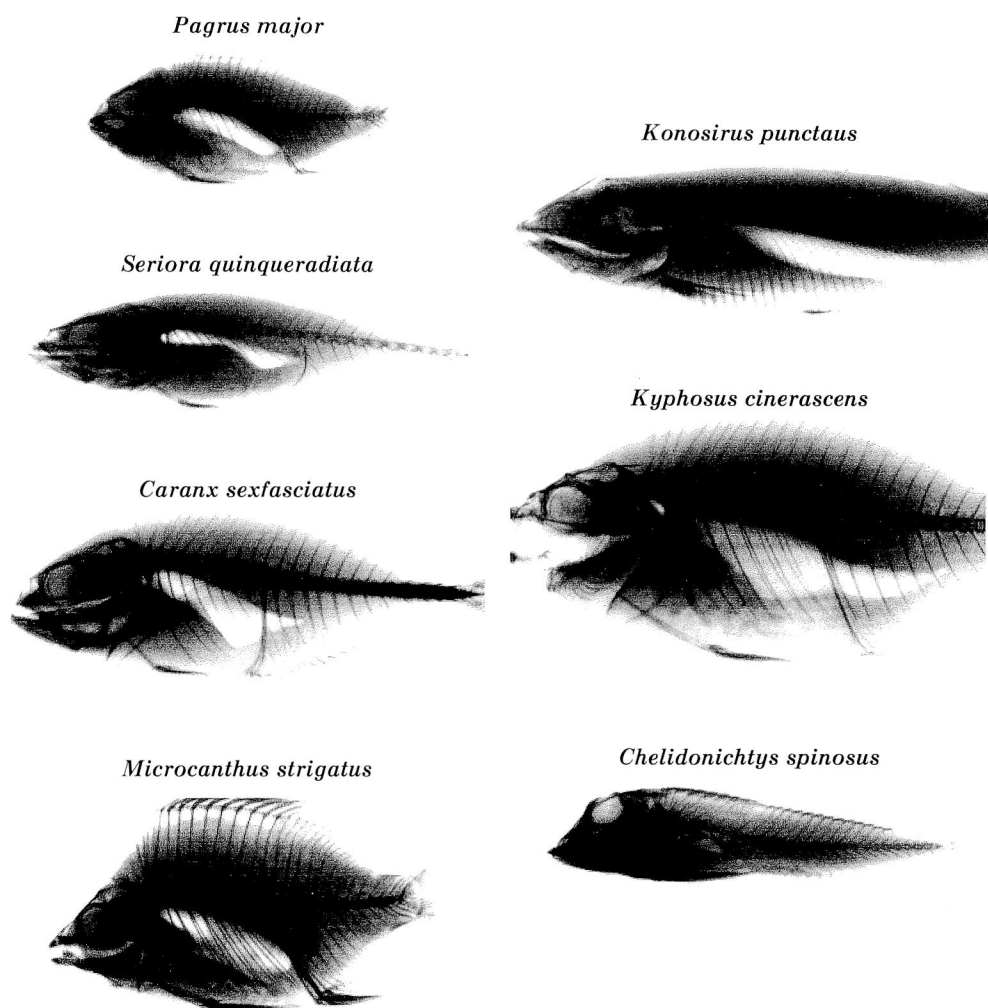 Pagrus major
Konosirus punctaus
Seriora quinqueradiata
Kyphosus cinerascens
Caranx sexfasciatus
Chelidonichtys spinosus
Microcanthus strigatus